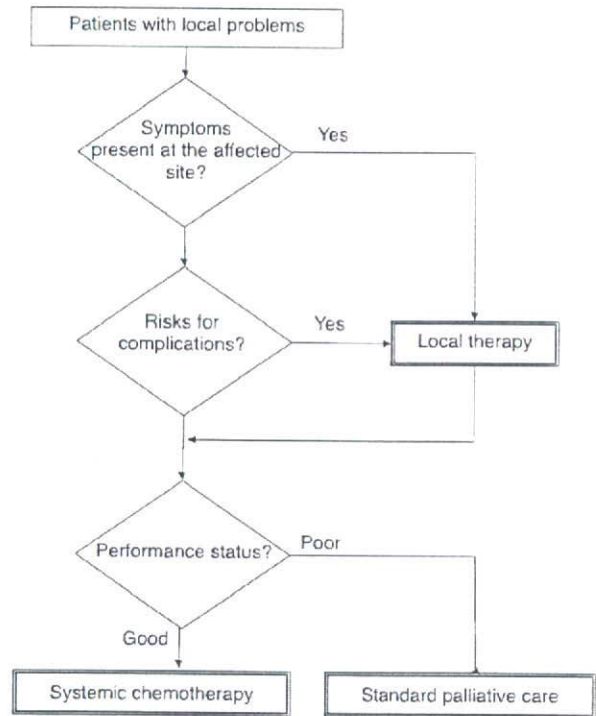 Patients with local problems
Symptoms
present at the affected
site?
Yes
Risks for
complications?
Yes
Local therapy
Performance status?
Poor
Good
Systemic chemotherapy
Standard palliative care